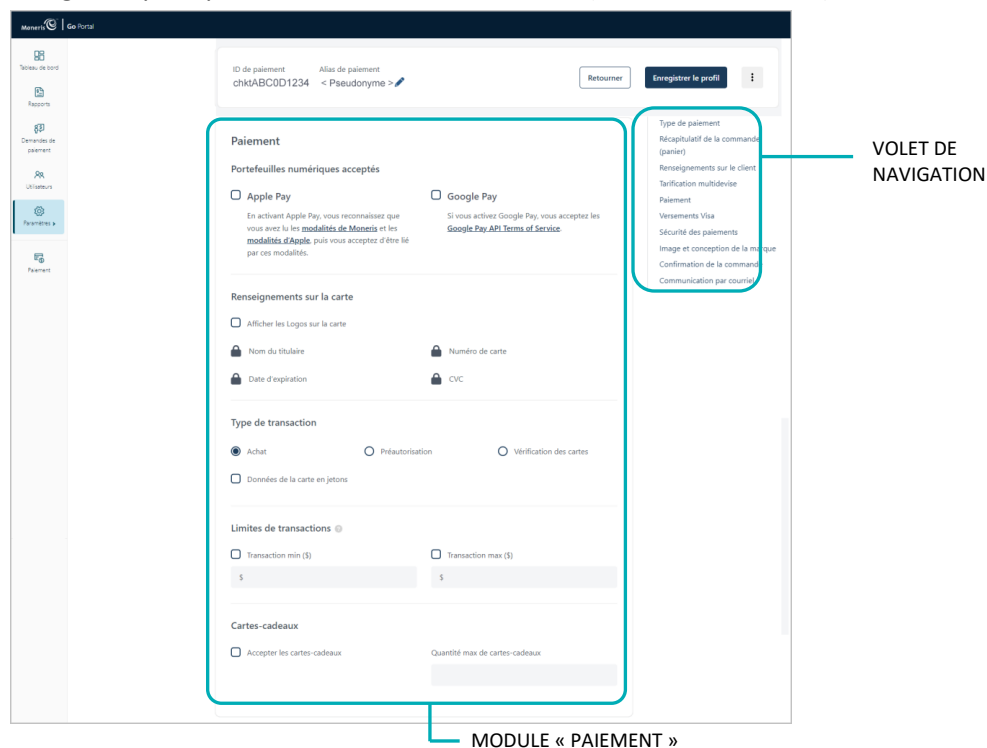 Moneris Go Portal
Tableau de bord
Rapports
Demandes de
paiement
Utilisateurs
Paramètres
Paiement
ID de paiement Alias de paiement
chktABC0D1234 < Pseudonyme >
Retourner Enregistrer le profil
Paiement
Portefeuilles numériques acceptés
Apple Pay
En activant Apple Pay, vous reconnaissez que
vous avez lu les modalités de Moneris et les
modalités d'Apple, puis vous acceptez d'être lié
par ces modalités.
Google Pay
Si vous activez Google Pay, vous acceptez les
Google Pay API Terms of Service.
Renseignements sur la carte
Afficher les Logos sur la carte
Nom du titulaire Numéro de carte
Date d'expiration CVC
Type de transaction
Achat Préautorisation Vérification des cartes
Données de la carte en jetons
Limites de transactions
Transaction min ($) Transaction max ($)
$ $
Cartes-cadeaux
Accepter les cartes-cadeaux Quantité max de cartes-cadeaux
Type de paiement
Récapitulatif de la commande
(panier)
Renseignements sur le client
Tarification multidevise
Paiement
Versements Visa
Sécurité des paiements
Image et conception de la marque
Confirmation de la commande
Communication par courriel
VOLET DE
NAVIGATION
MODULE « PAIEMENT »